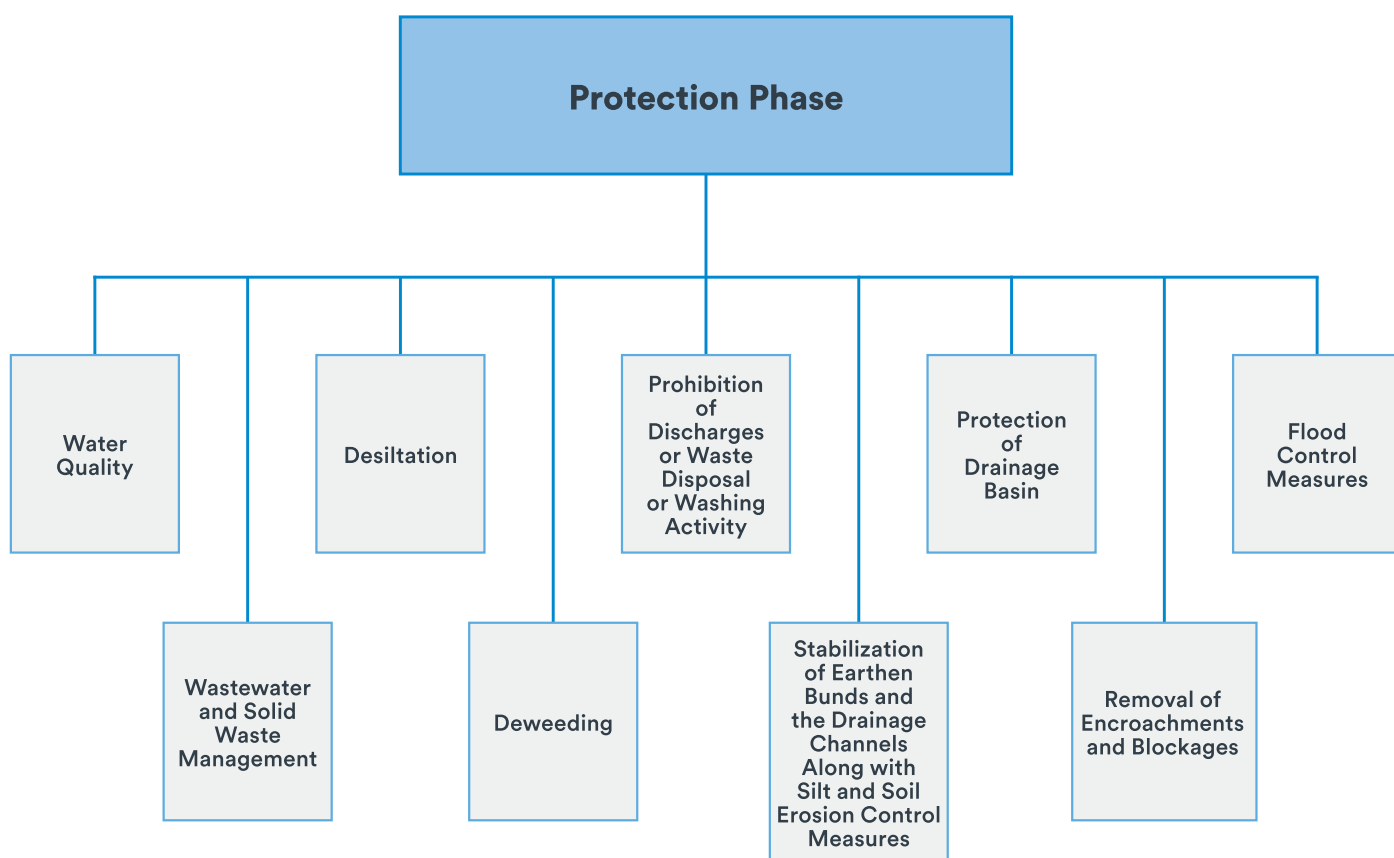 Protection Phase
Water
Quality
Desiltation
Prohibition
of
Discharges
or Waste
Disposal
or Washing
Activity
Protection
of
Drainage
Basin
Flood
Control
Measures
Wastewater
and Solid
Waste
Management
Deweeding
Stabilization
of Earthen
Bunds and
the Drainage
Channels
Along with
Silt and Soil
Erosion Control
Measures
Removal of
Encroachments
and Blockages